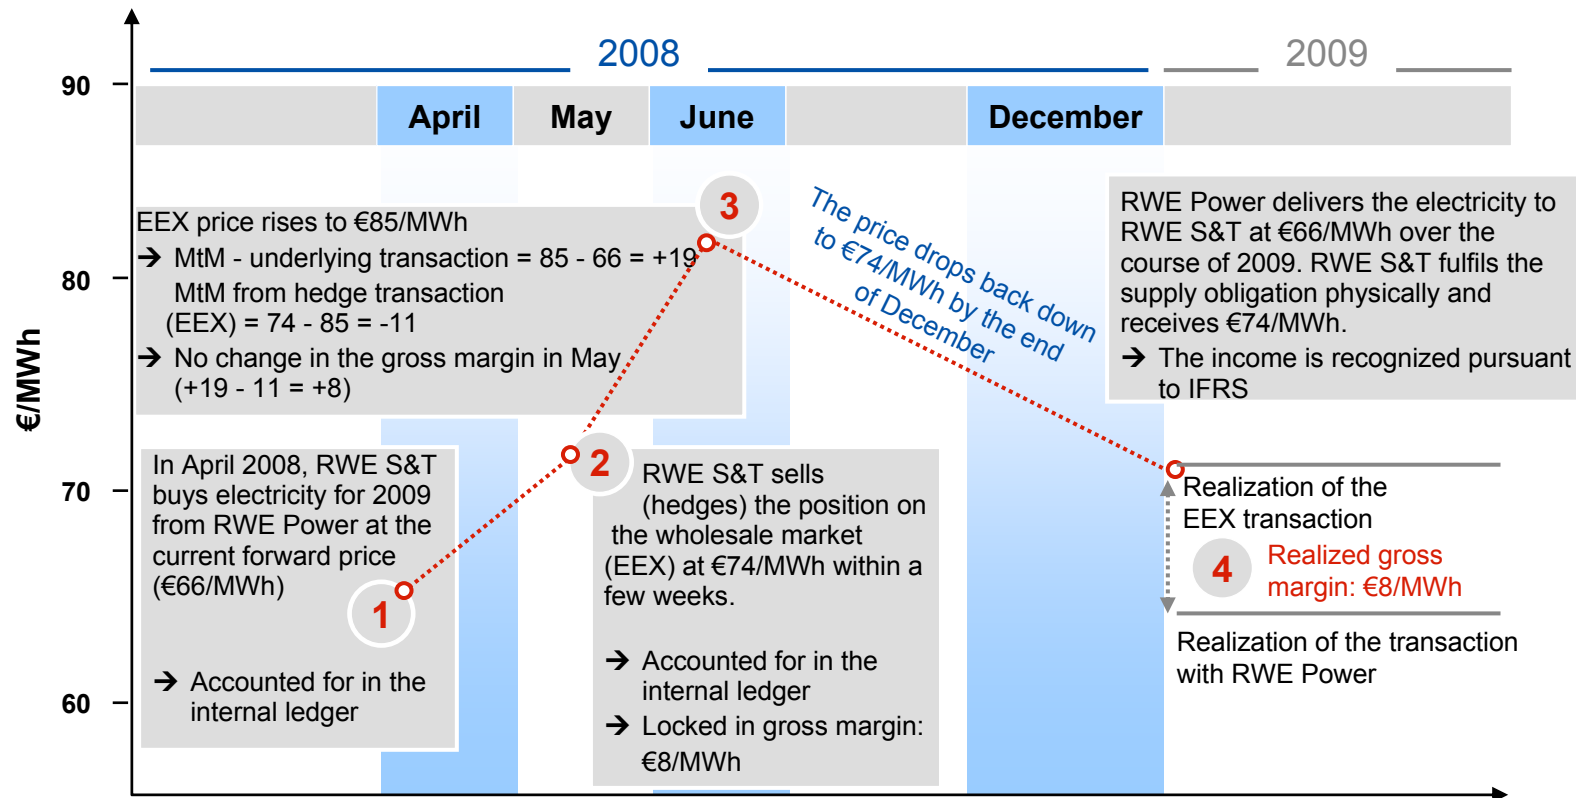 2008
2009
90
April
May
June
December
EEX price rises to €85/MWh
➔ MtM - underlying transaction = 85 - 66 = +19
MtM from hedge transaction
(EEX) = 74 - 85 = -11
➔ No change in the gross margin in May
(+19 - 11 = +8)
3
The price drops back down
to €74/MWh by the end
of December
RWE Power delivers the electricity to
RWE S&T at €66/MWh over the
course of 2009. RWE S&T fulfils the
supply obligation physically and
receives €74/MWh.
➔ The income is recognized pursuant
to IFRS
80
€/MWh
In April 2008, RWE S&T
buys electricity for 2009
from RWE Power at the
current forward price
(€66/MWh)
1
➔ Accounted for in the
internal ledger
2
RWE S&T sells
(hedges) the position on
the wholesale market
(EEX) at €74/MWh within a
few weeks.
➔ Accounted for in the
internal ledger
➔ Locked in gross margin:
€8/MWh
70
Realization of the
EEX transaction
4
Realized gross
margin: €8/MWh
Realization of the transaction
with RWE Power
60